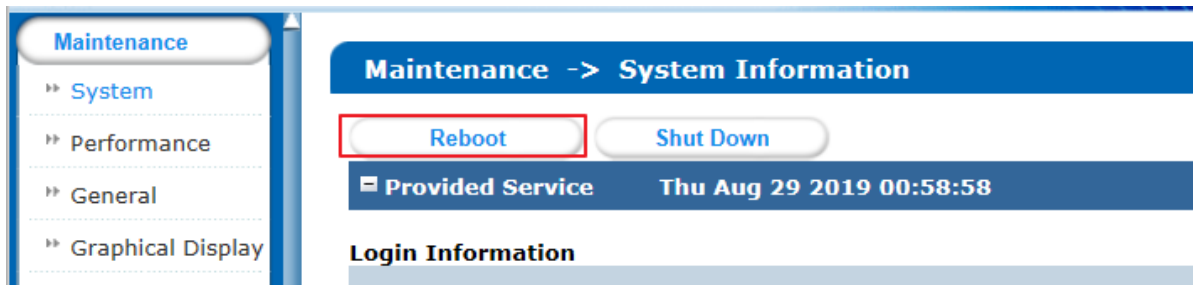 Maintenance
System
Performance
General
Graphical Display
Maintenance -> System Information
Reboot Shut Down
Provided Service Thu Aug 29 2019 00:58:58
Login Information